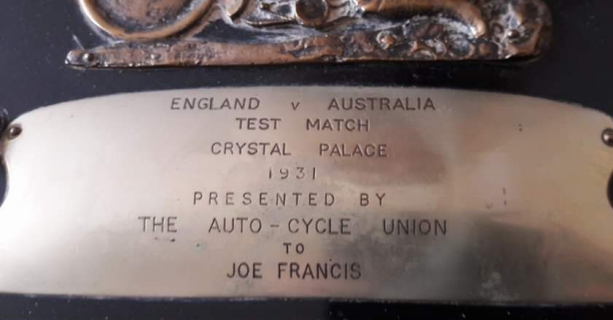 ENGLAND v AUSTRALIA
TEST MATCH
CRYSTAL PALACE
1931
PRESENTED BY
THE AUTO-CYCLE UNION
TO
JOE FRANCIS